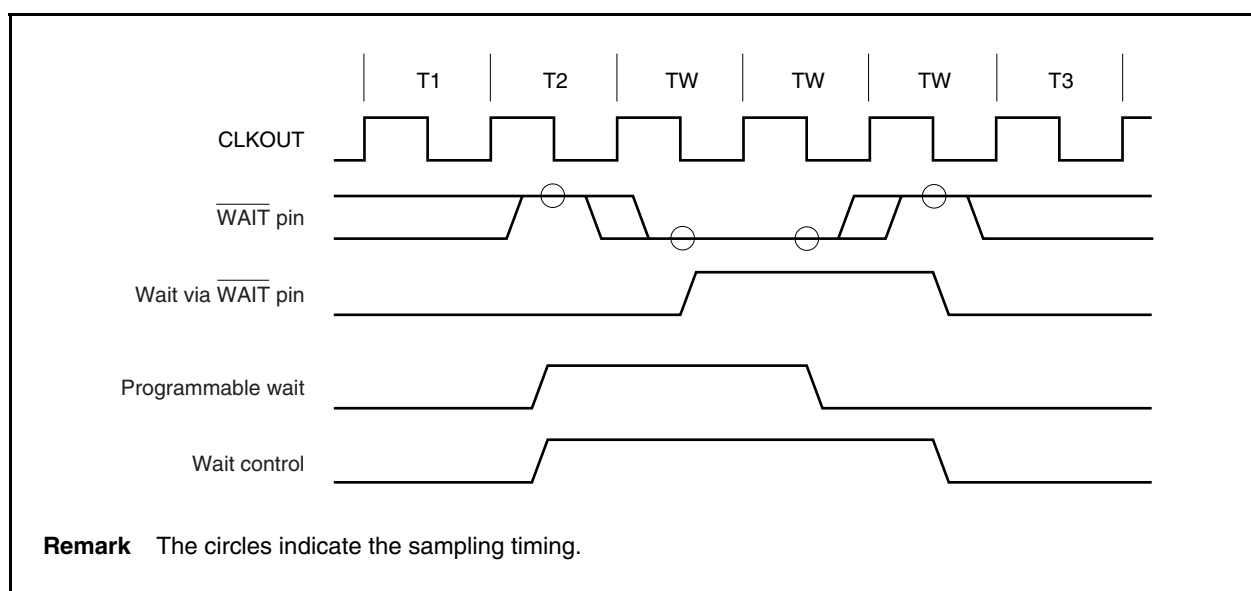 T1 T2 TW TW TW T3
CLKOUT
WAIT pin
Wait via WAIT pin
Programmable wait
Wait control
Remark The circles indicate the sampling timing.